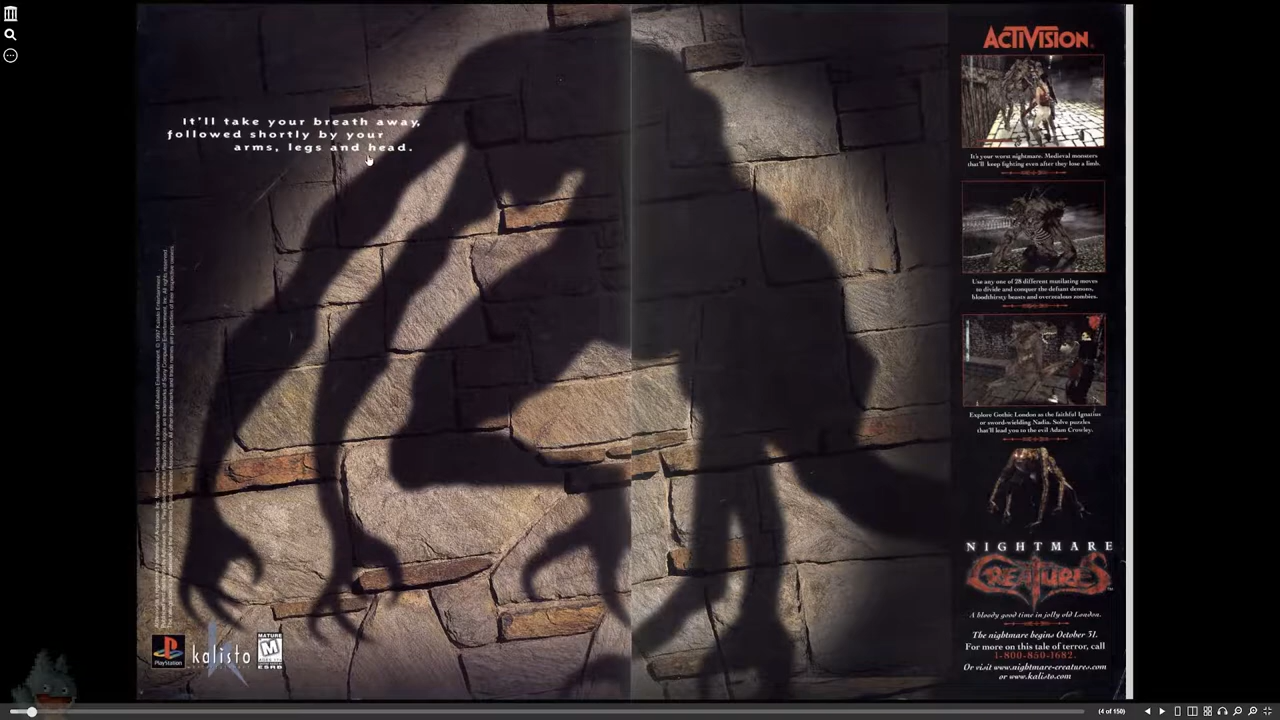 It'll take your breath away,
followed shortly by your
arms, legs and head.
ACTIVISION
It's your worst nightmare. Medieval monsters
that'll keep fighting even after they lose a limb.
Use any one of 28 different mutilating moves
to divide and conquer the defiant demons,
bloodthirsty beasts and overzealous zombies.
Explore Gothic London as the faithful Ignatius
or sword-wielding Nadia. Solve puzzles
that'll lead you to the evil Adam Crowley.
NIGHTMARE
CREATURES™
A bloody good time in jolly old London.
The nightmare begins October 31.
For more on this tale of terror, call
1-800-850-1682.
Or visit www.nightmare-creatures.com
or www.kalisto.com
PlayStation
kalisto
MATURE
M
ESRB
(4 of 150)